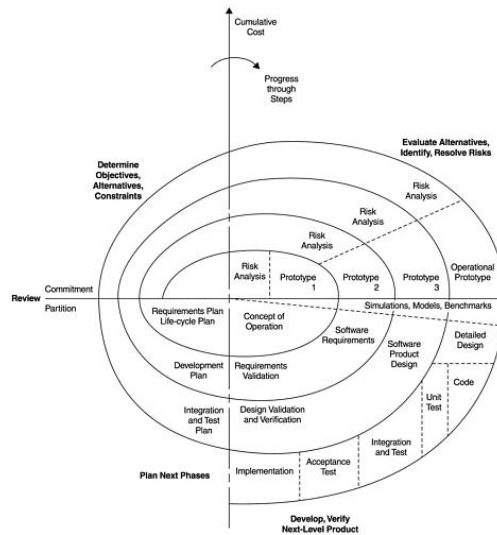 Cumulative
Cost
Progress
through
Steps
Evaluate Alternatives,
Identify, Resolve Risks
Determine
Objectives,
Alternatives,
Constraints
Risk
Analysis
Risk
Analysis
Risk
Analysis
Risk
Analysis
Prototype
1
Prototype
2
Prototype
3
Operational
Prototype
Commitment
Review
Partition
Simulations, Models, Benchmarks
Requirements Plan
Life-cycle Plan
Concept of
Operation
Software
Requirements
Software
Product
Design
Detailed
Design
Development
Plan
Requirements
Validation
Code
Unit
Test
Integration
and Test
Plan
Design Validation
and Verification
Integration
and Test
Acceptance
Test
Implementation
Plan Next Phases
Develop, Verify
Next-Level Product